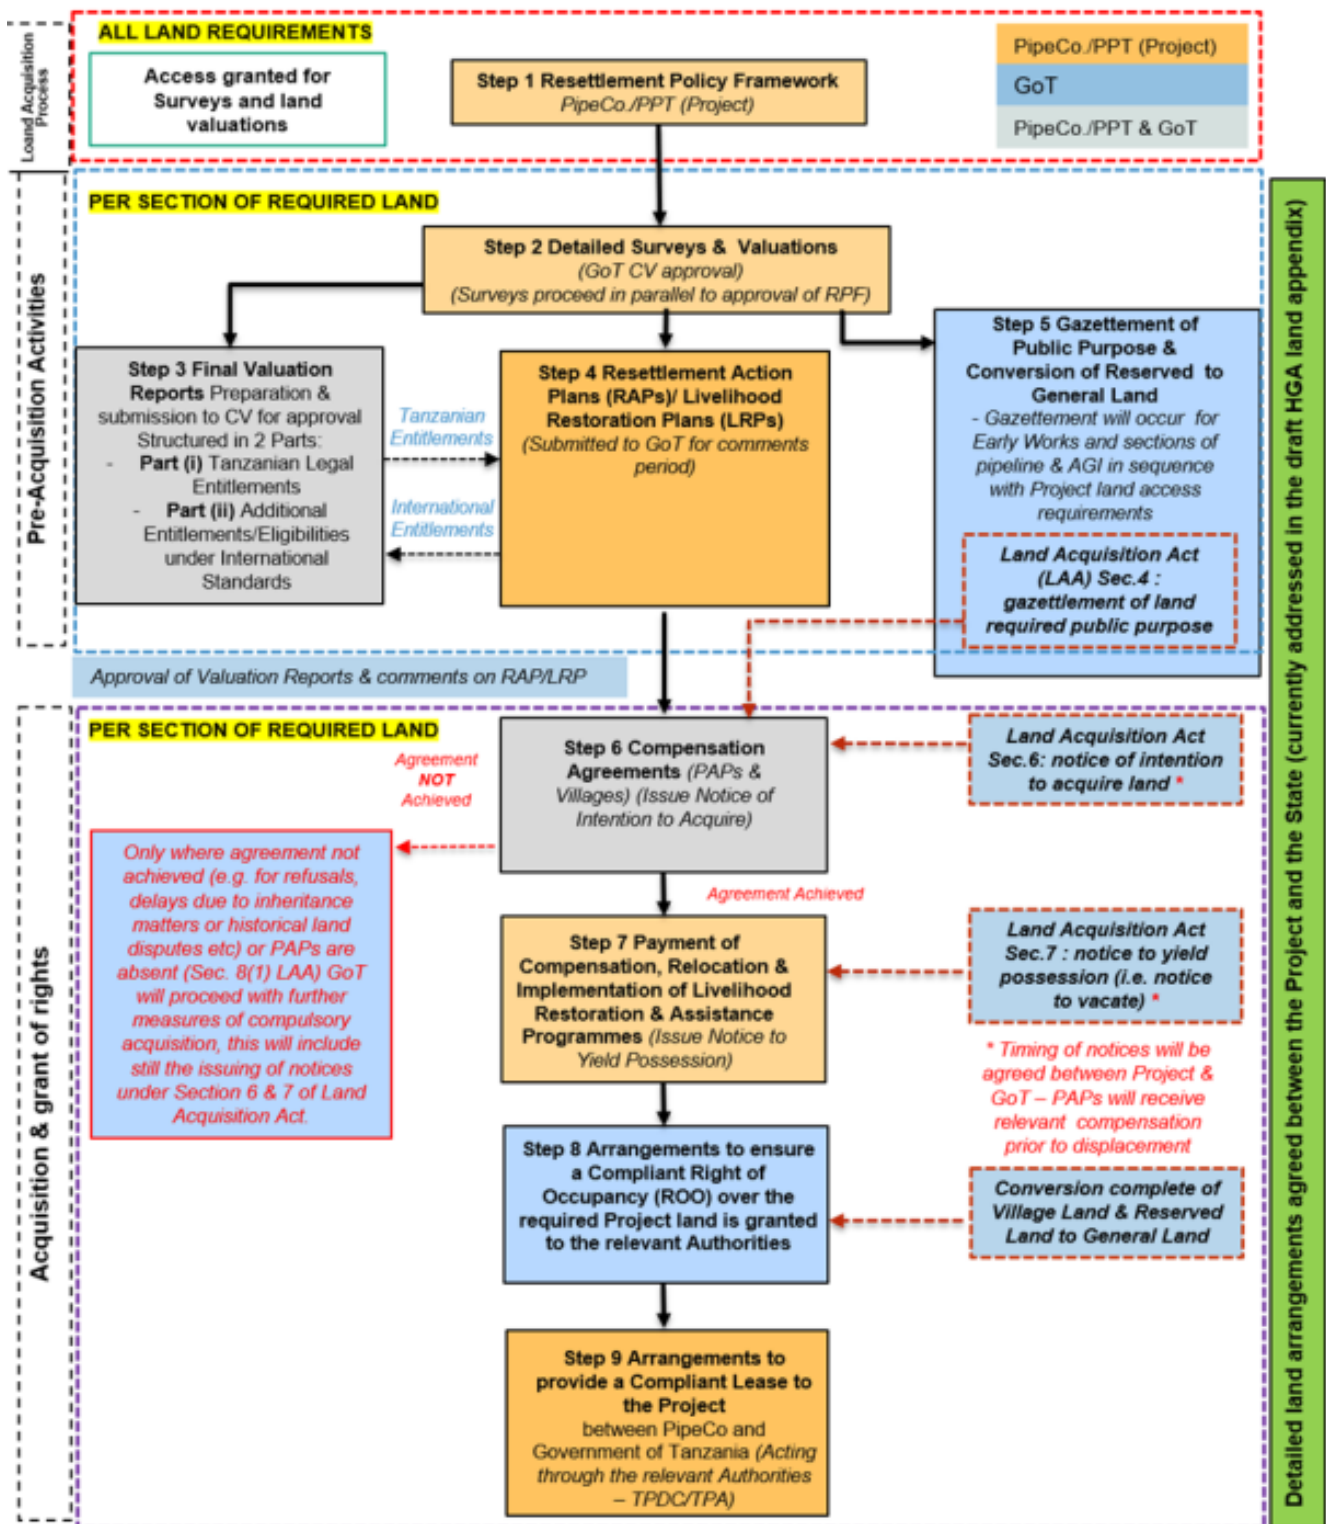 Loand Acquisition
Process
ALL LAND REQUIREMENTS
Access granted for
Surveys and land
valuations
Step 1 Resettlement Policy Framework
PipeCo./PPT (Project)
PipeCo./PPT (Project)
GoT
PipeCo./PPT & GoT
Pre-Acquisition Activities
PER SECTION OF REQUIRED LAND
Step 2 Detailed Surveys & Valuations
(GoT CV approval)
(Surveys proceed in parallel to approval of RPF)
Step 3 Final Valuation
Reports Preparation &
submission to CV for approval
Structured in 2 Parts:
- Part (i) Tanzanian Legal
Entitlements
- Part (ii) Additional
Entitlements/Eligibilities
under International
Standards
Tanzanian
Entitlements
International
Entitlements
Step 4 Resettlement Action
Plans (RAPs)/ Livelihood
Restoration Plans (LRPs)
(Submitted to GoT for comments
period)
Step 5 Gazettement of
Public Purpose &
Conversion of Reserved to
General Land
- Gazettement will occur for
Early Works and sections of
pipeline & AGI in sequence
with Project land access
requirements
Land Acquisition Act
(LAA) Sec.4 :
gazettlement of land
required public purpose
Approval of Valuation Reports & comments on RAP/LRP
Acquisition & grant of rights
PER SECTION OF REQUIRED LAND
Agreement
NOT
Achieved
Step 6 Compensation
Agreements (PAPs &
Villages) (Issue Notice of
Intention to Acquire)
Land Acquisition Act
Sec.6: notice of intention
to acquire land *
Only where agreement not
achieved (e.g. for refusals,
delays due to inheritance
matters or historical land
disputes etc) or PAPs are
absent (Sec. 8(1) LAA) GoT
will proceed with further
measures of compulsory
acquisition, this will include
still the issuing of notices
under Section 6 & 7 of Land
Acquisition Act.
Agreement Achieved
Step 7 Payment of
Compensation, Relocation &
Implementation of Livelihood
Restoration & Assistance
Programmes (Issue Notice to
Yield Possession)
Land Acquisition Act
Sec.7 : notice to yield
possession (i.e. notice
to vacate) *
* Timing of notices will be
agreed between Project &
GoT – PAPs will receive
relevant compensation
prior to displacement
Step 8 Arrangements to ensure
a Compliant Right of
Occupancy (ROO) over the
required Project land is granted
to the relevant Authorities
Conversion complete of
Village Land & Reserved
Land to General Land
Step 9 Arrangements to
provide a Compliant Lease to
the Project
between PipeCo and
Government of Tanzania (Acting
through the relevant Authorities
– TPDC/TPA)
Detailed land arrangements agreed between the Project and the State (currently addressed in the draft HGA land appendix)